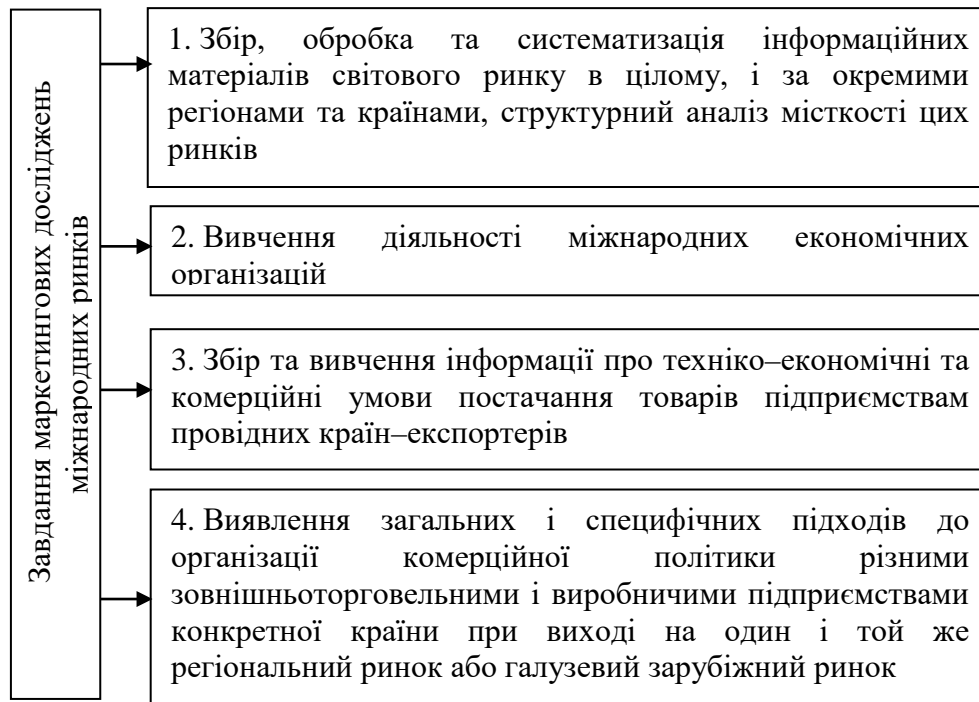 Завдання маркетингових досліджень
міжнародних ринків
1. Збір, обробка та систематизація інформаційних
матеріалів світового ринку в цілому, і за окремими
регіонами та країнами, структурний аналіз місткості цих
ринків
2. Вивчення діяльності міжнародних економічних
організацій
3. Збір та вивчення інформації про техніко–економічні та
комерційні умови постачання товарів підприємствам
провідних країн–експортерів
4. Виявлення загальних і специфічних підходів до
організації комерційної політики різними
зовнішньоторговельними і виробничими підприємствами
конкретної країни при виході на один і той же
регіональний ринок або галузевий зарубіжний ринок